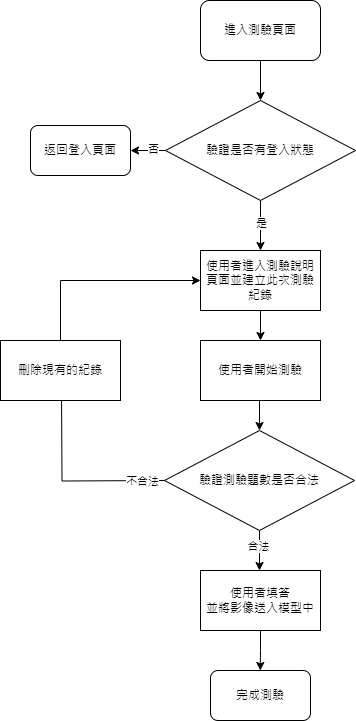 進入測驗頁面
驗證是否有登入狀態
否
返回登入頁面
是
使用者進入測驗說明
頁面並建立此次測驗
紀錄
刪除現有的紀錄
使用者開始測驗
驗證測驗題數是否合法
不合法
合法
使用者填答
並將影像送入模型中
完成測驗